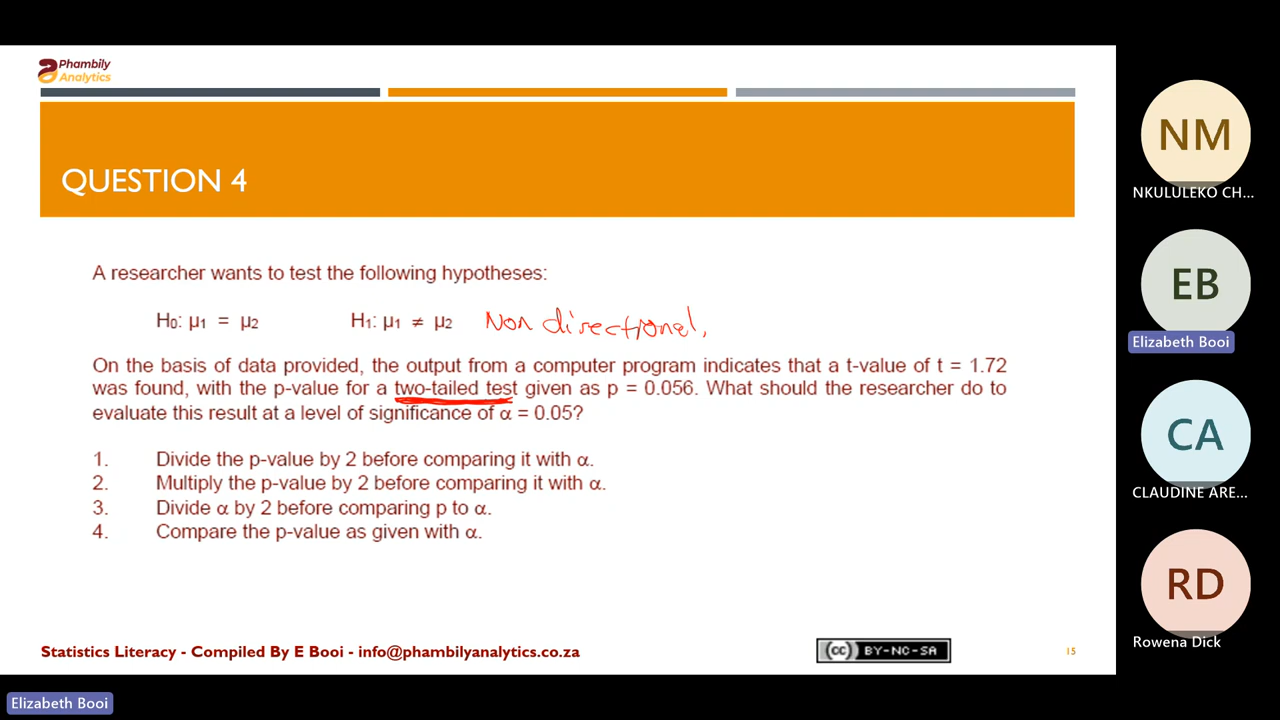 Phambily
Analytics
QUESTION 4
A researcher wants to test the following hypotheses:
H₀: μ₁ = μ₂ H₁: μ₁ ≠ μ₂ Non directional,
On the basis of data provided, the output from a computer program indicates that a t-value of t = 1.72
was found, with the p-value for a two-tailed test given as p = 0.056. What should the researcher do to
evaluate this result at a level of significance of α = 0.05?
1. Divide the p-value by 2 before comparing it with α.
2. Multiply the p-value by 2 before comparing it with α.
3. Divide α by 2 before comparing p to α.
4. Compare the p-value as given with α.
Statistics Literacy - Compiled By E Booi - info@phambilyanalytics.co.za
cc BY-NC-SA
15
NM
NKULULEKO CH...
EB
Elizabeth Booi
CA
CLAUDINE ARE...
RD
Rowena Dick
Elizabeth Booi